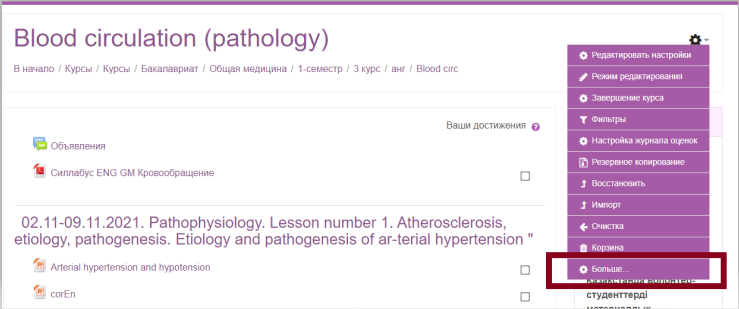 Blood circulation (pathology)
В начало / Курсы / Курсы / Бакалавриат / Общая медицина / 1-семестр / 3 курс / анг / Blood circ
Редактировать настройки
Режим редактирования
Завершение курса
Фильтры
Настройка журнала оценок
Резервное копирование
Восстановить
Импорт
Очистка
Корзина
Больше...
Ваши достижения
Объявления
Силлабус ENG GM Кровообращение
02.11-09.11.2021. Pathophysiology. Lesson number 1. Atherosclerosis,
etiology, pathogenesis. Etiology and pathogenesis of ar-terial hypertension "
Arterial hypertension and hypotension
corEn
Казакстанда волонтер-
студенттерді